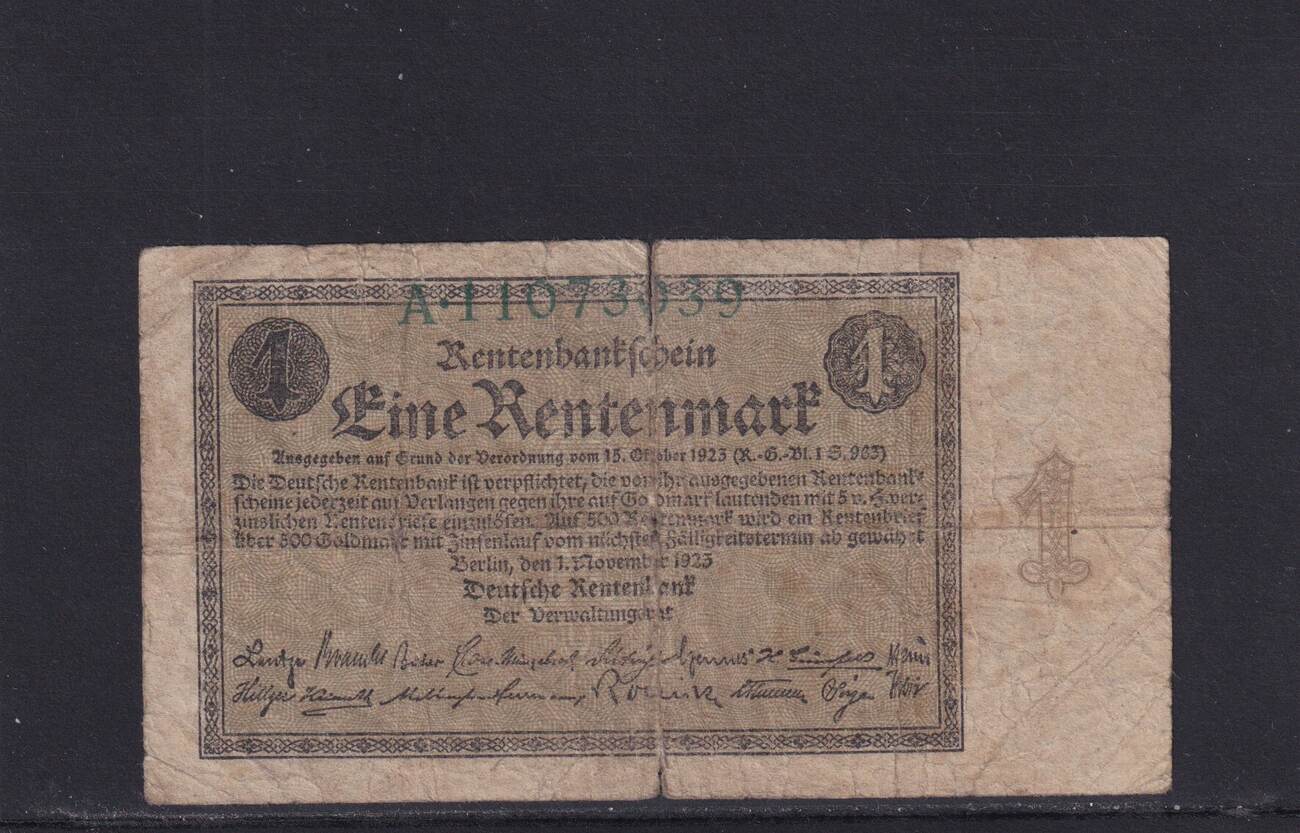 A·11073039
1 1
Rentenbankschein
Eine Rentenmark
Ausgegeben auf Grund der Verordnung vom 15. Oktober 1923 (R.-G.-Bl. I S. 963)
Die Deutsche Rentenbank ist verpflichtet, die von ihr ausgegebenen Rentenbank-
scheine jederzeit auf Verlangen gegen ihre auf Goldmark lautenden mit 5 v. H. ver-
zinslichen Rentenbriefe einzulösen. Auf 500 Rentenmark wird ein Rentenbrief
über 500 Goldmark mit Zinsenlauf vom nächsten Fälligkeitstermin ab gewährt
Berlin, den 1. November 1923
Deutsche Rentenbank
Der Verwaltungsrat
1